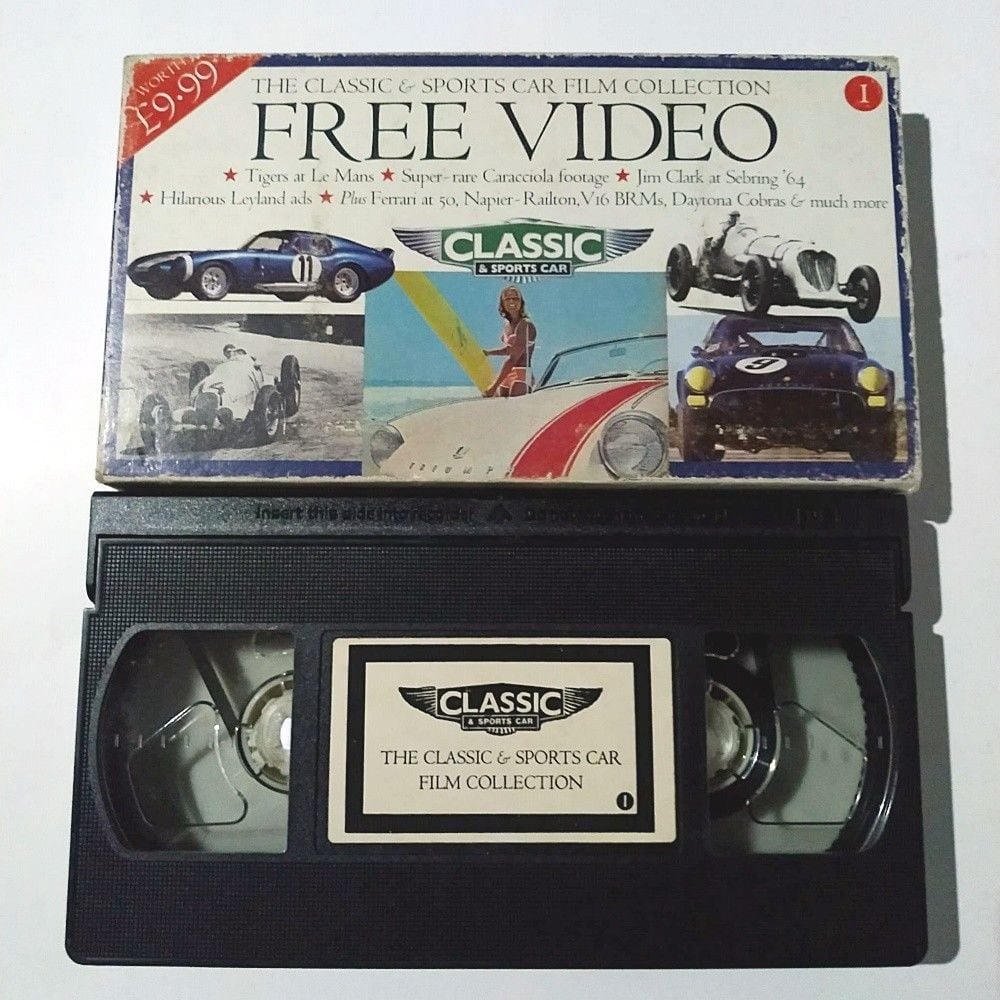 WORTH
£9.99
THE CLASSIC & SPORTS CAR FILM COLLECTION
1
FREE VIDEO
★ Tigers at Le Mans ★ Super-rare Caracciola footage ★ Jim Clark at Sebring '64
★ Hilarious Leyland ads ★ Plus Ferrari at 50, Napier-Railton, V16 BRMs, Daytona Cobras & much more
CLASSIC
& SPORTS CAR
11
9
TRIUMPH
Insert this side into recorder
CLASSIC
& SPORTS CAR
THE CLASSIC & SPORTS CAR
FILM COLLECTION
1